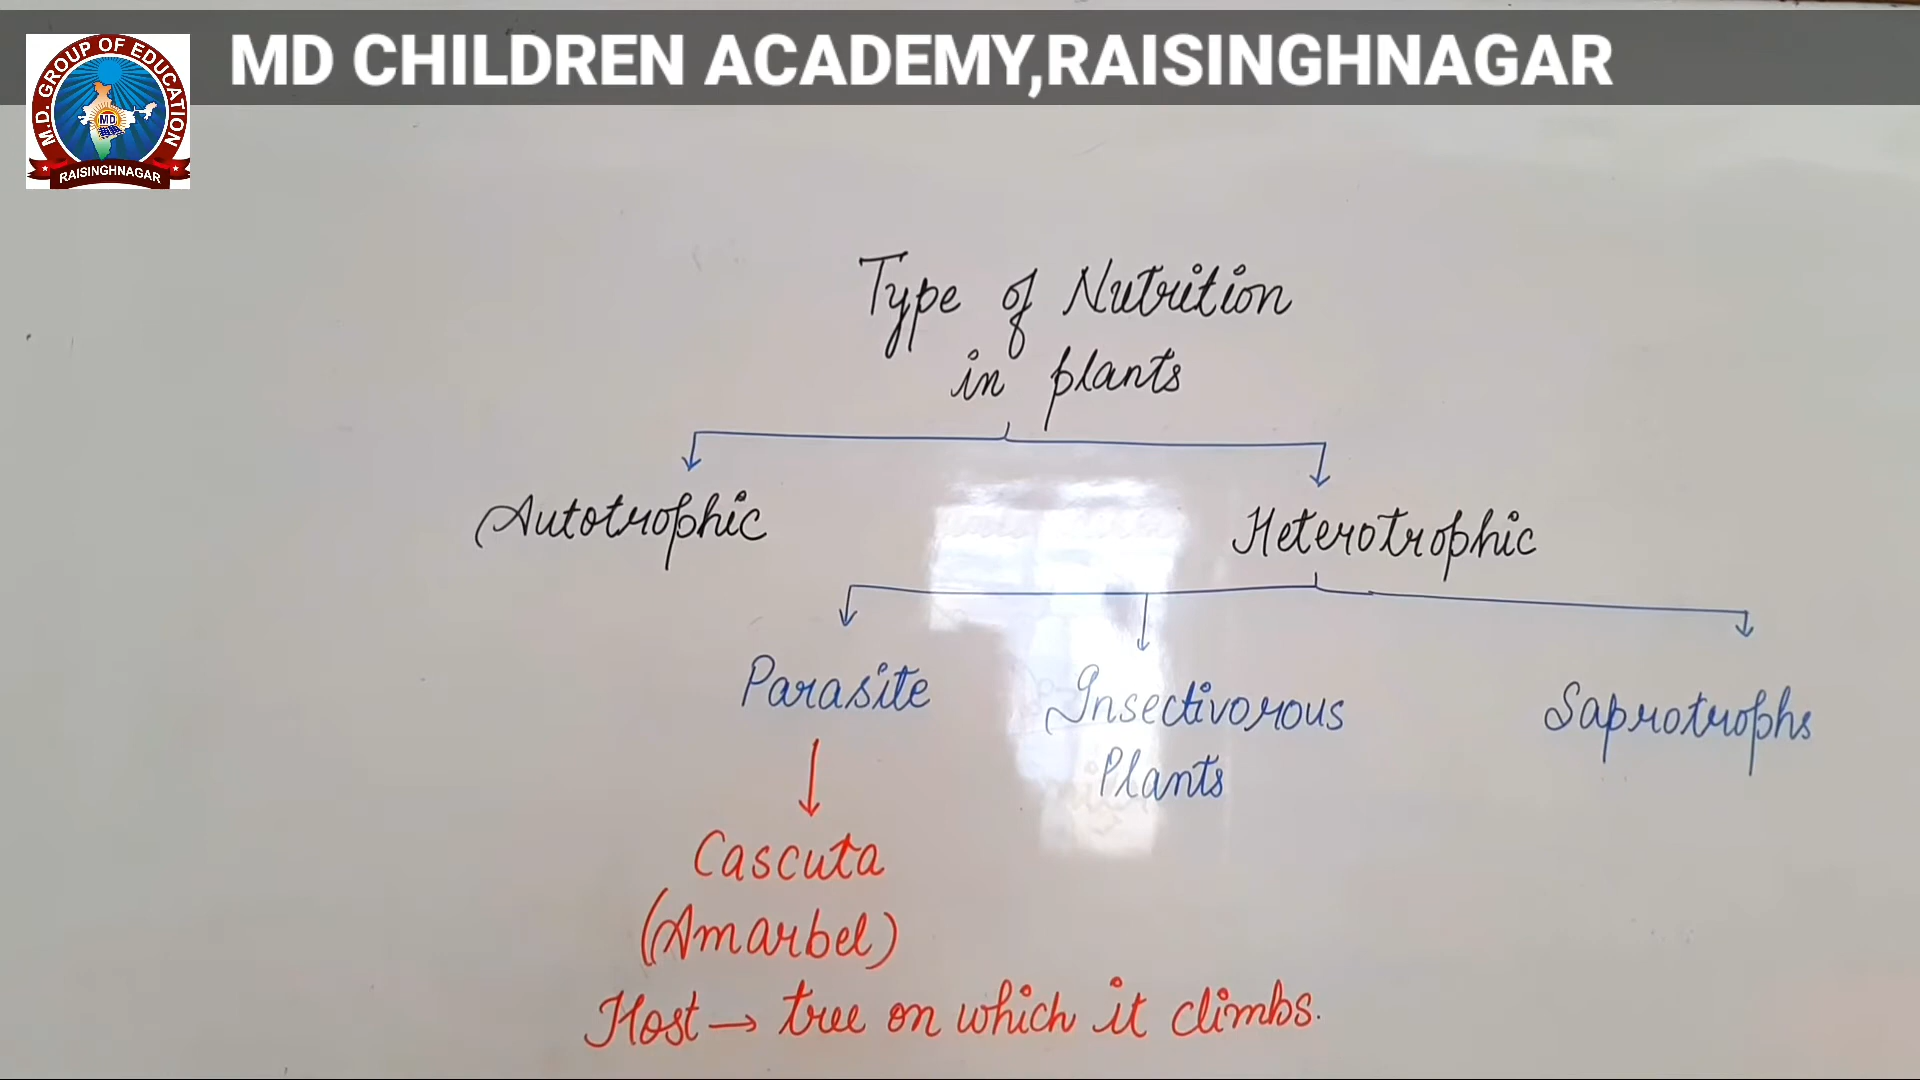 MD CHILDREN ACADEMY,RAISINGHNAGAR
M.D. GROUP OF EDUCATION
MD
RAISINGHNAGAR
Type of Nutrition
in plants
Autotrophic
Heterotrophic
Parasite
Insectivorous
Plants
Saprotrophs
Cascuta
(Amarbel)
Host → tree on which it climbs.